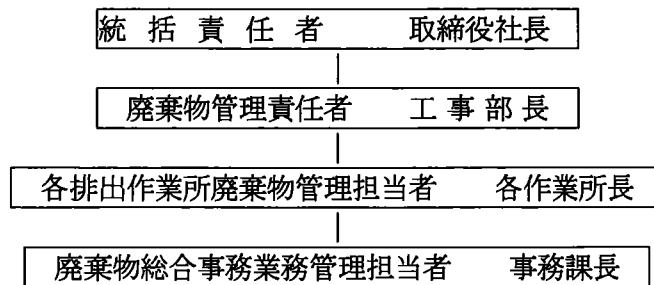 統括責任者 取締役社長
廃棄物管理責任者 工事部長
各排出作業所廃棄物管理担当者 各作業所長
廃棄物総合事務業務管理担当者 事務課長